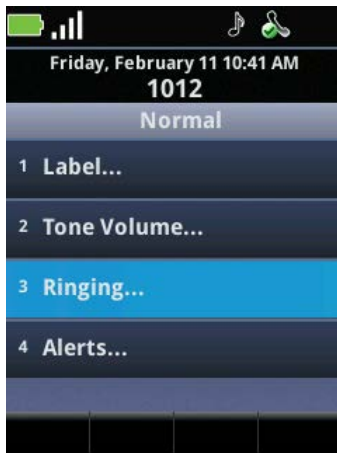 Friday, February 11 10:41 AM
1012
Normal
1 Label...
2 Tone Volume...
3 Ringing...
4 Alerts...